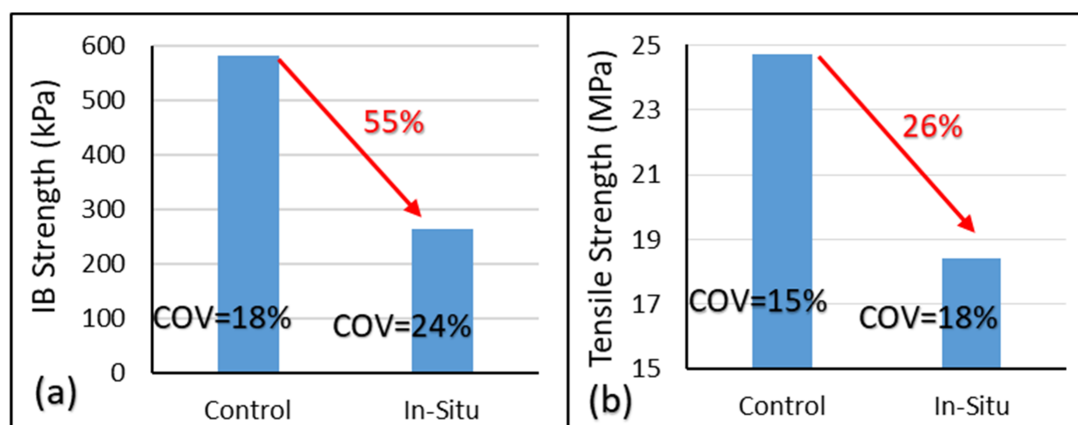 IB Strength (kPa)
600
500
400
300
200
100
0
55%
COV=18%
COV=24%
(a)
Control
In-Situ
Tensile Strength (MPa)
25
23
21
19
17
15
26%
COV=15%
COV=18%
(b)
Control
In-Situ